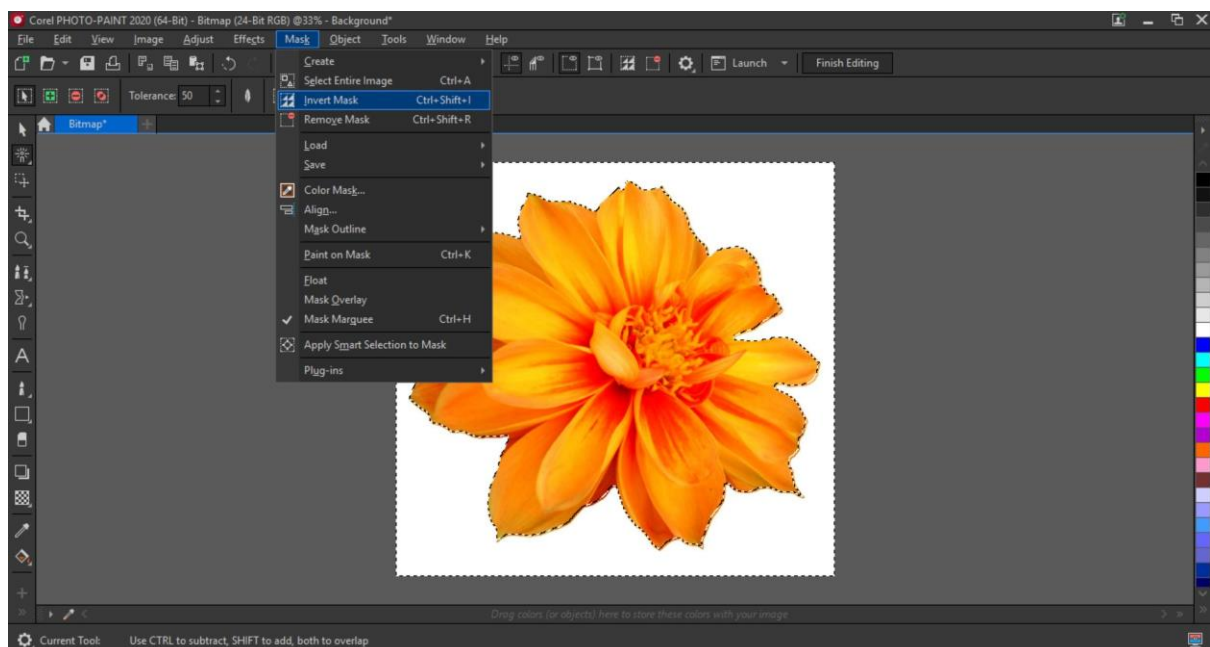 Corel PHOTO-PAINT 2020 (64-Bit) - Bitmap (24-Bit RGB) @33% - Background*
File Edit View Image Adjust Effects Mask Object Tools Window Help
Launch Finish Editing
Tolerance: 50
Bitmap*
Create
Select Entire Image Ctrl+A
Invert Mask Ctrl+Shift+I
Remove Mask Ctrl+Shift+R
Load
Save
Color Mask...
Align...
Mask Outline
Paint on Mask Ctrl+K
Float
Mask Overlay
Mask Marquee Ctrl+H
Apply Smart Selection to Mask
Plug-ins
Drag colors (or objects) here to store these colors with your image
Current Tool: Use CTRL to subtract, SHIFT to add, both to overlap